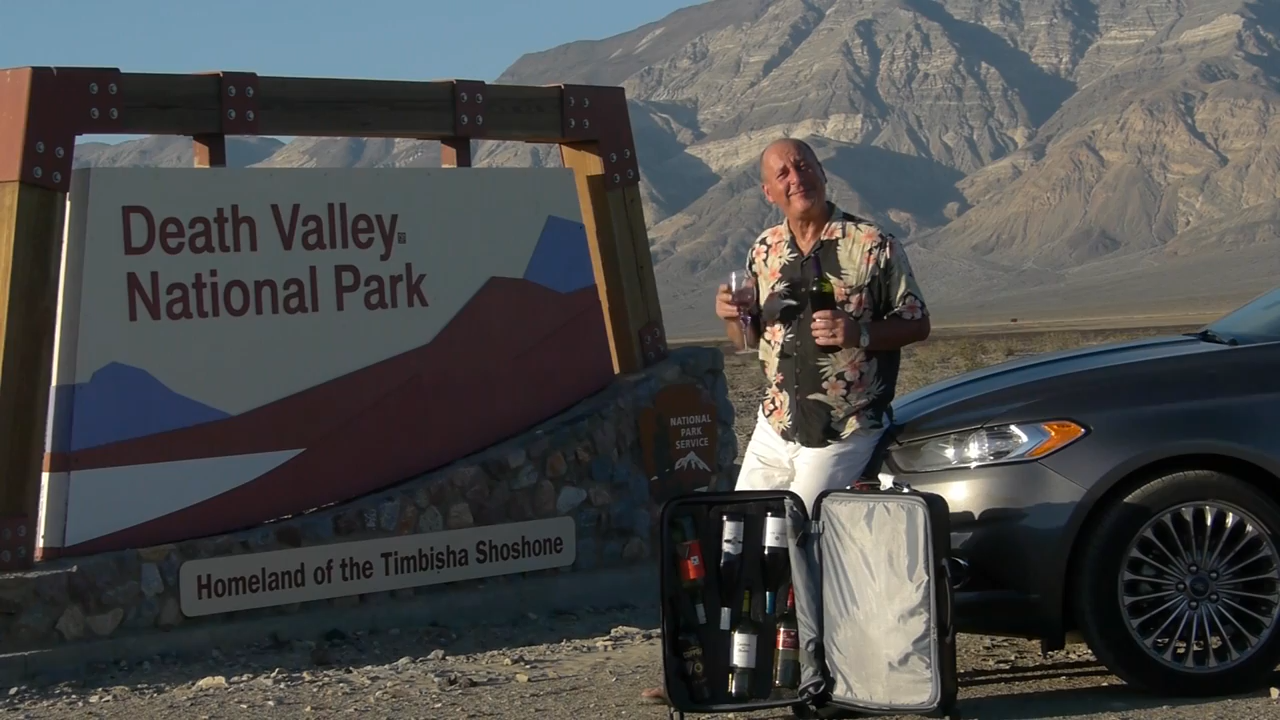 Death Valley
National Park
NATIONAL
PARK
SERVICE
Homeland of the Timbisha Shoshone